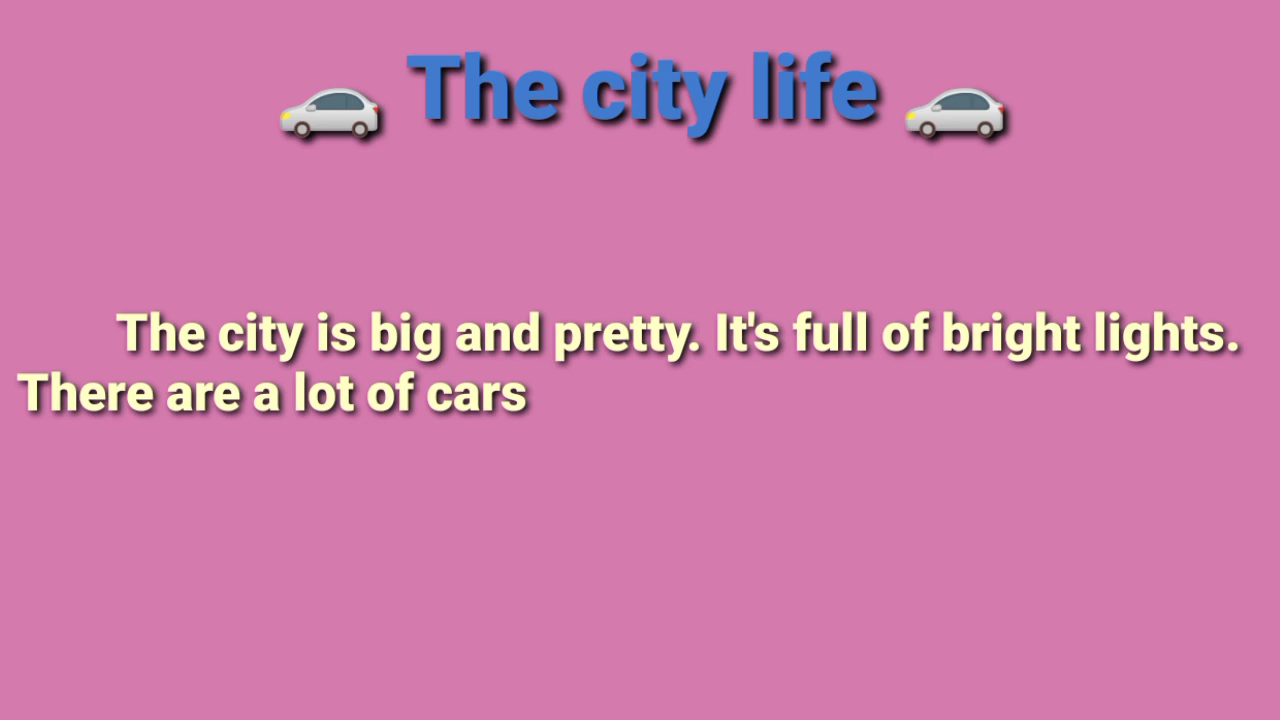 The city life
The city is big and pretty. It's full of bright lights.
There are a lot of cars